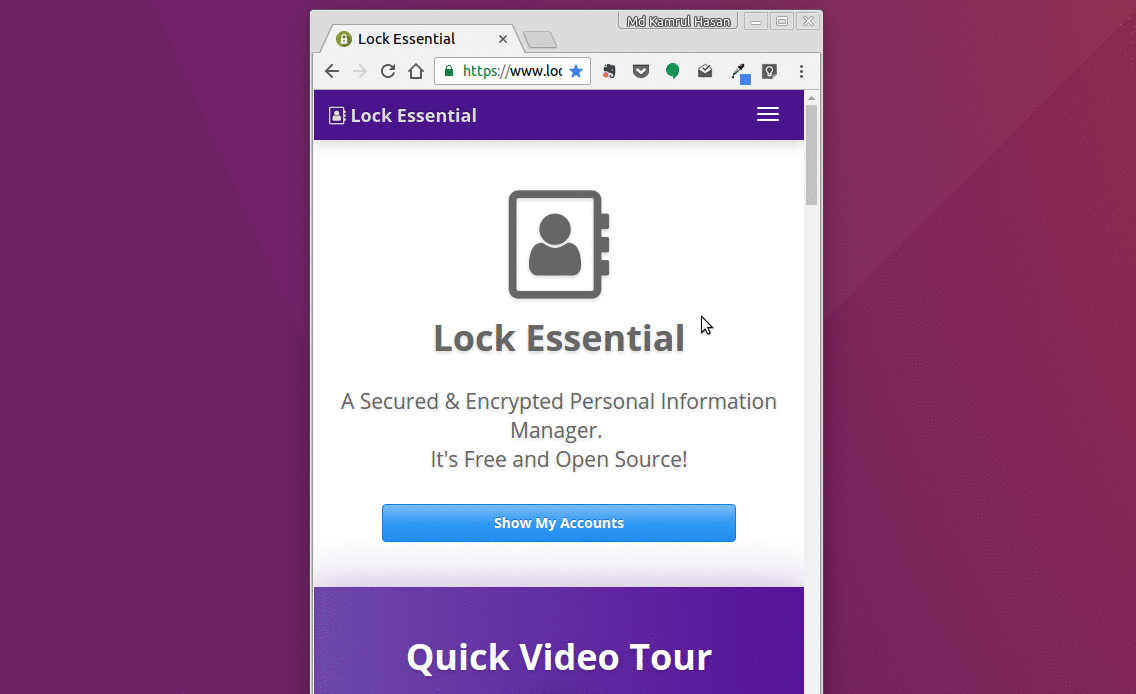 Md Kamrul Hasan
Lock Essential
https://www.loc
Lock Essential
Lock Essential
A Secured & Encrypted Personal Information
Manager.
It's Free and Open Source!
Show My Accounts
Quick Video Tour